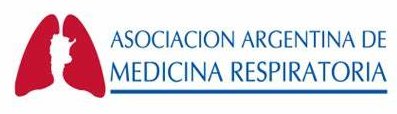 ASOCIACION ARGENTINA DE
MEDICINA RESPIRATORIA